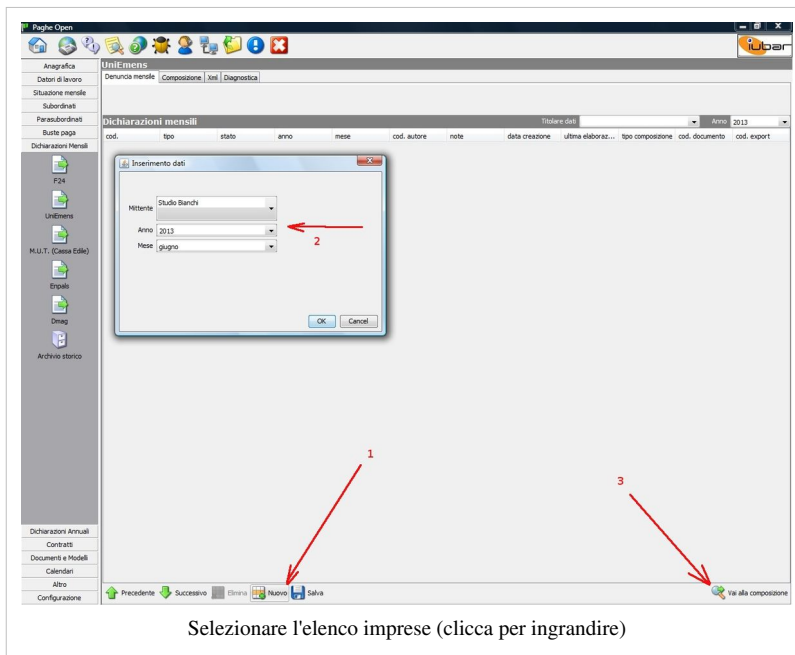 Paghe Open
iubar
Anagrafica
Datori di lavoro
Situazione mensile
Subordinati
Parasubordinati
Buste paga
Dichiarazioni Mensili
F24
UniEmens
M.U.T. (Cassa Edile)
Enpals
Dmag
Archivio storico
Dichiarazioni Annuali
Contratti
Documenti e Modelli
Calendari
Altro
Configurazione
UniEmens
Denuncia mensile Composizione Xml Diagnostica
Dichiarazioni mensili Titolare dati Anno 2013
cod. tipo stato anno mese cod. autore note data creazione ultima elaboraz... tipo composizione cod. documento cod. export
Inserimento dati
Mittente Studio Bianchi
Anno 2013
Mese giugno
2
OK Cancel
1
3
Precedente Successivo Elimina Nuovo Salva Vai alla composizione
Selezionare l'elenco imprese (clicca per ingrandire)